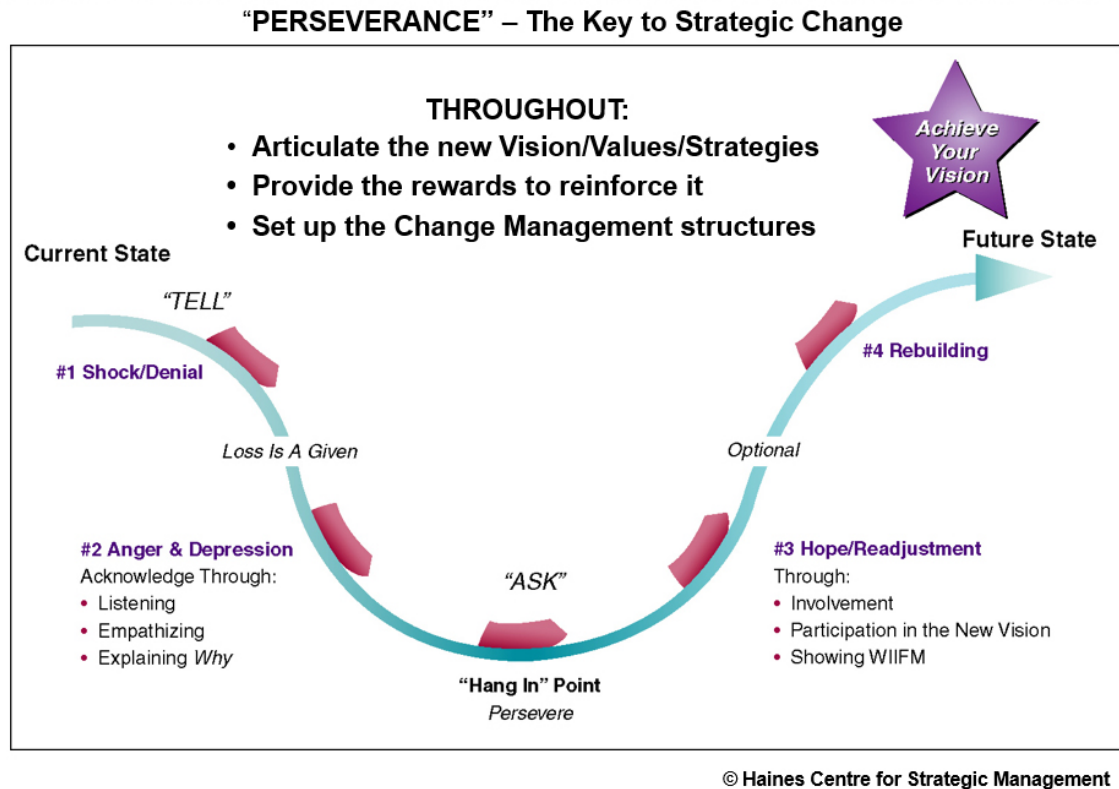 “PERSEVERANCE” – The Key to Strategic Change
THROUGHOUT:
• Articulate the new Vision/Values/Strategies
• Provide the rewards to reinforce it
• Set up the Change Management structures
Achieve
Your
Vision
Current State
Future State
“TELL”
#1 Shock/Denial
#4 Rebuilding
Loss Is A Given
Optional
#2 Anger & Depression
Acknowledge Through:
• Listening
• Empathizing
• Explaining Why
“ASK”
“Hang In” Point
Persevere
#3 Hope/Readjustment
Through:
• Involvement
• Participation in the New Vision
• Showing WIIFM
© Haines Centre for Strategic Management